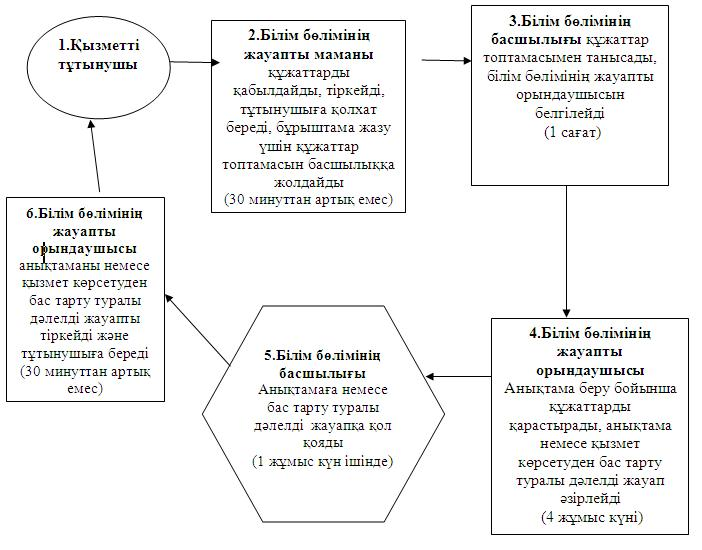 1.Қызметті
тұтынушы
2.Білім бөлімінің
жауапты маманы
құжаттарды
қабылдайды, тіркейді,
тұтынушыға қолхат
береді, бұрыштама жазу
үшін құжаттар
топтамасын басшылыққа
жолдайды
(30 минуттан артық емес)
3.Білім бөлімінің
басшылығы құжаттар
топтамасымен танысады,
білім бөлімінің жауапты
орындаушысын
белгілейді
(1 сағат)
4.Білім бөлімінің
жауапты
орындаушысы
Анықтама беру бойынша
құжаттарды
қарастырады, анықтама
немесе қызмет
көрсетуден бас тарту
туралы дәлелді жауап
әзірлейді
(4 жұмыс күні)
5.Білім бөлімінің
басшылығы
Анықтамаға немесе
бас тарту туралы
дәлелді жауапқа қол
қояды
(1 жұмыс күн ішінде)
6.Білім бөлімінің
жауапты
орындаушысы
анықтаманы немесе
қызмет көрсетуден
бас тарту туралы
дәлелді жауапты
тіркейді және
тұтынушыға береді
(30 минуттан артық
емес)